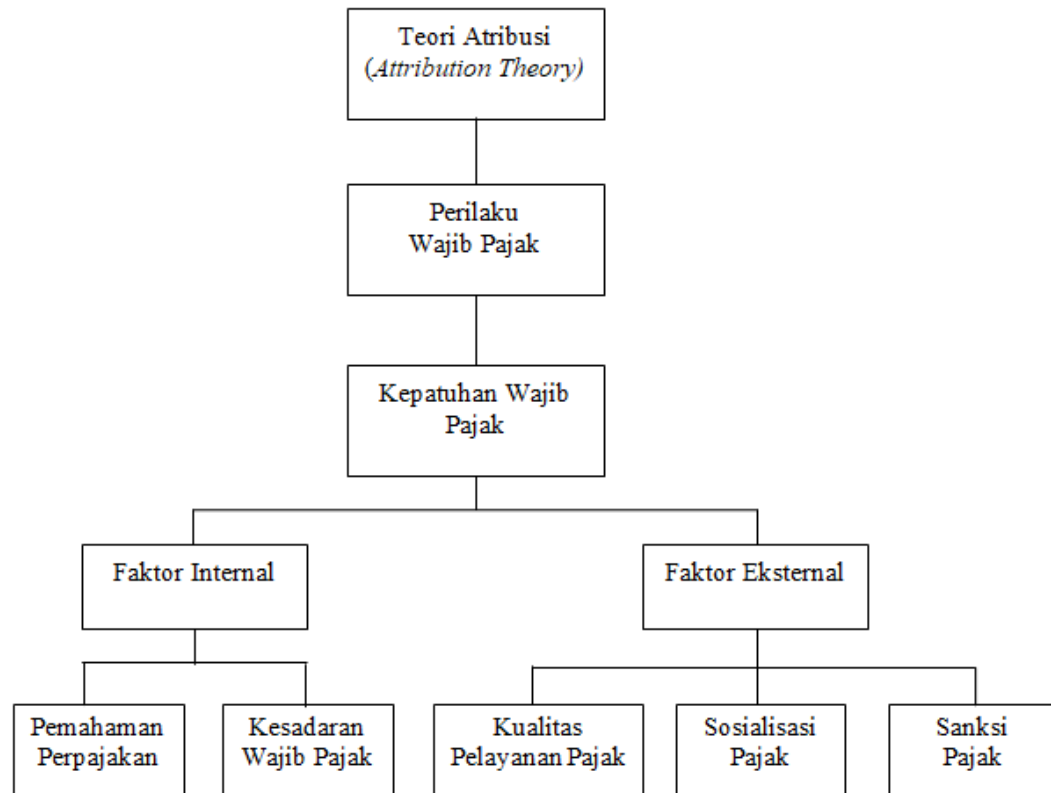 Teori Atribusi
(Attribution Theory)
Perilaku
Wajib Pajak
Kepatuhan Wajib
Pajak
Faktor Internal
Faktor Eksternal
Pemahaman
Perpajakan
Kesadaran
Wajib Pajak
Kualitas
Pelayanan Pajak
Sosialisasi
Pajak
Sanksi
Pajak